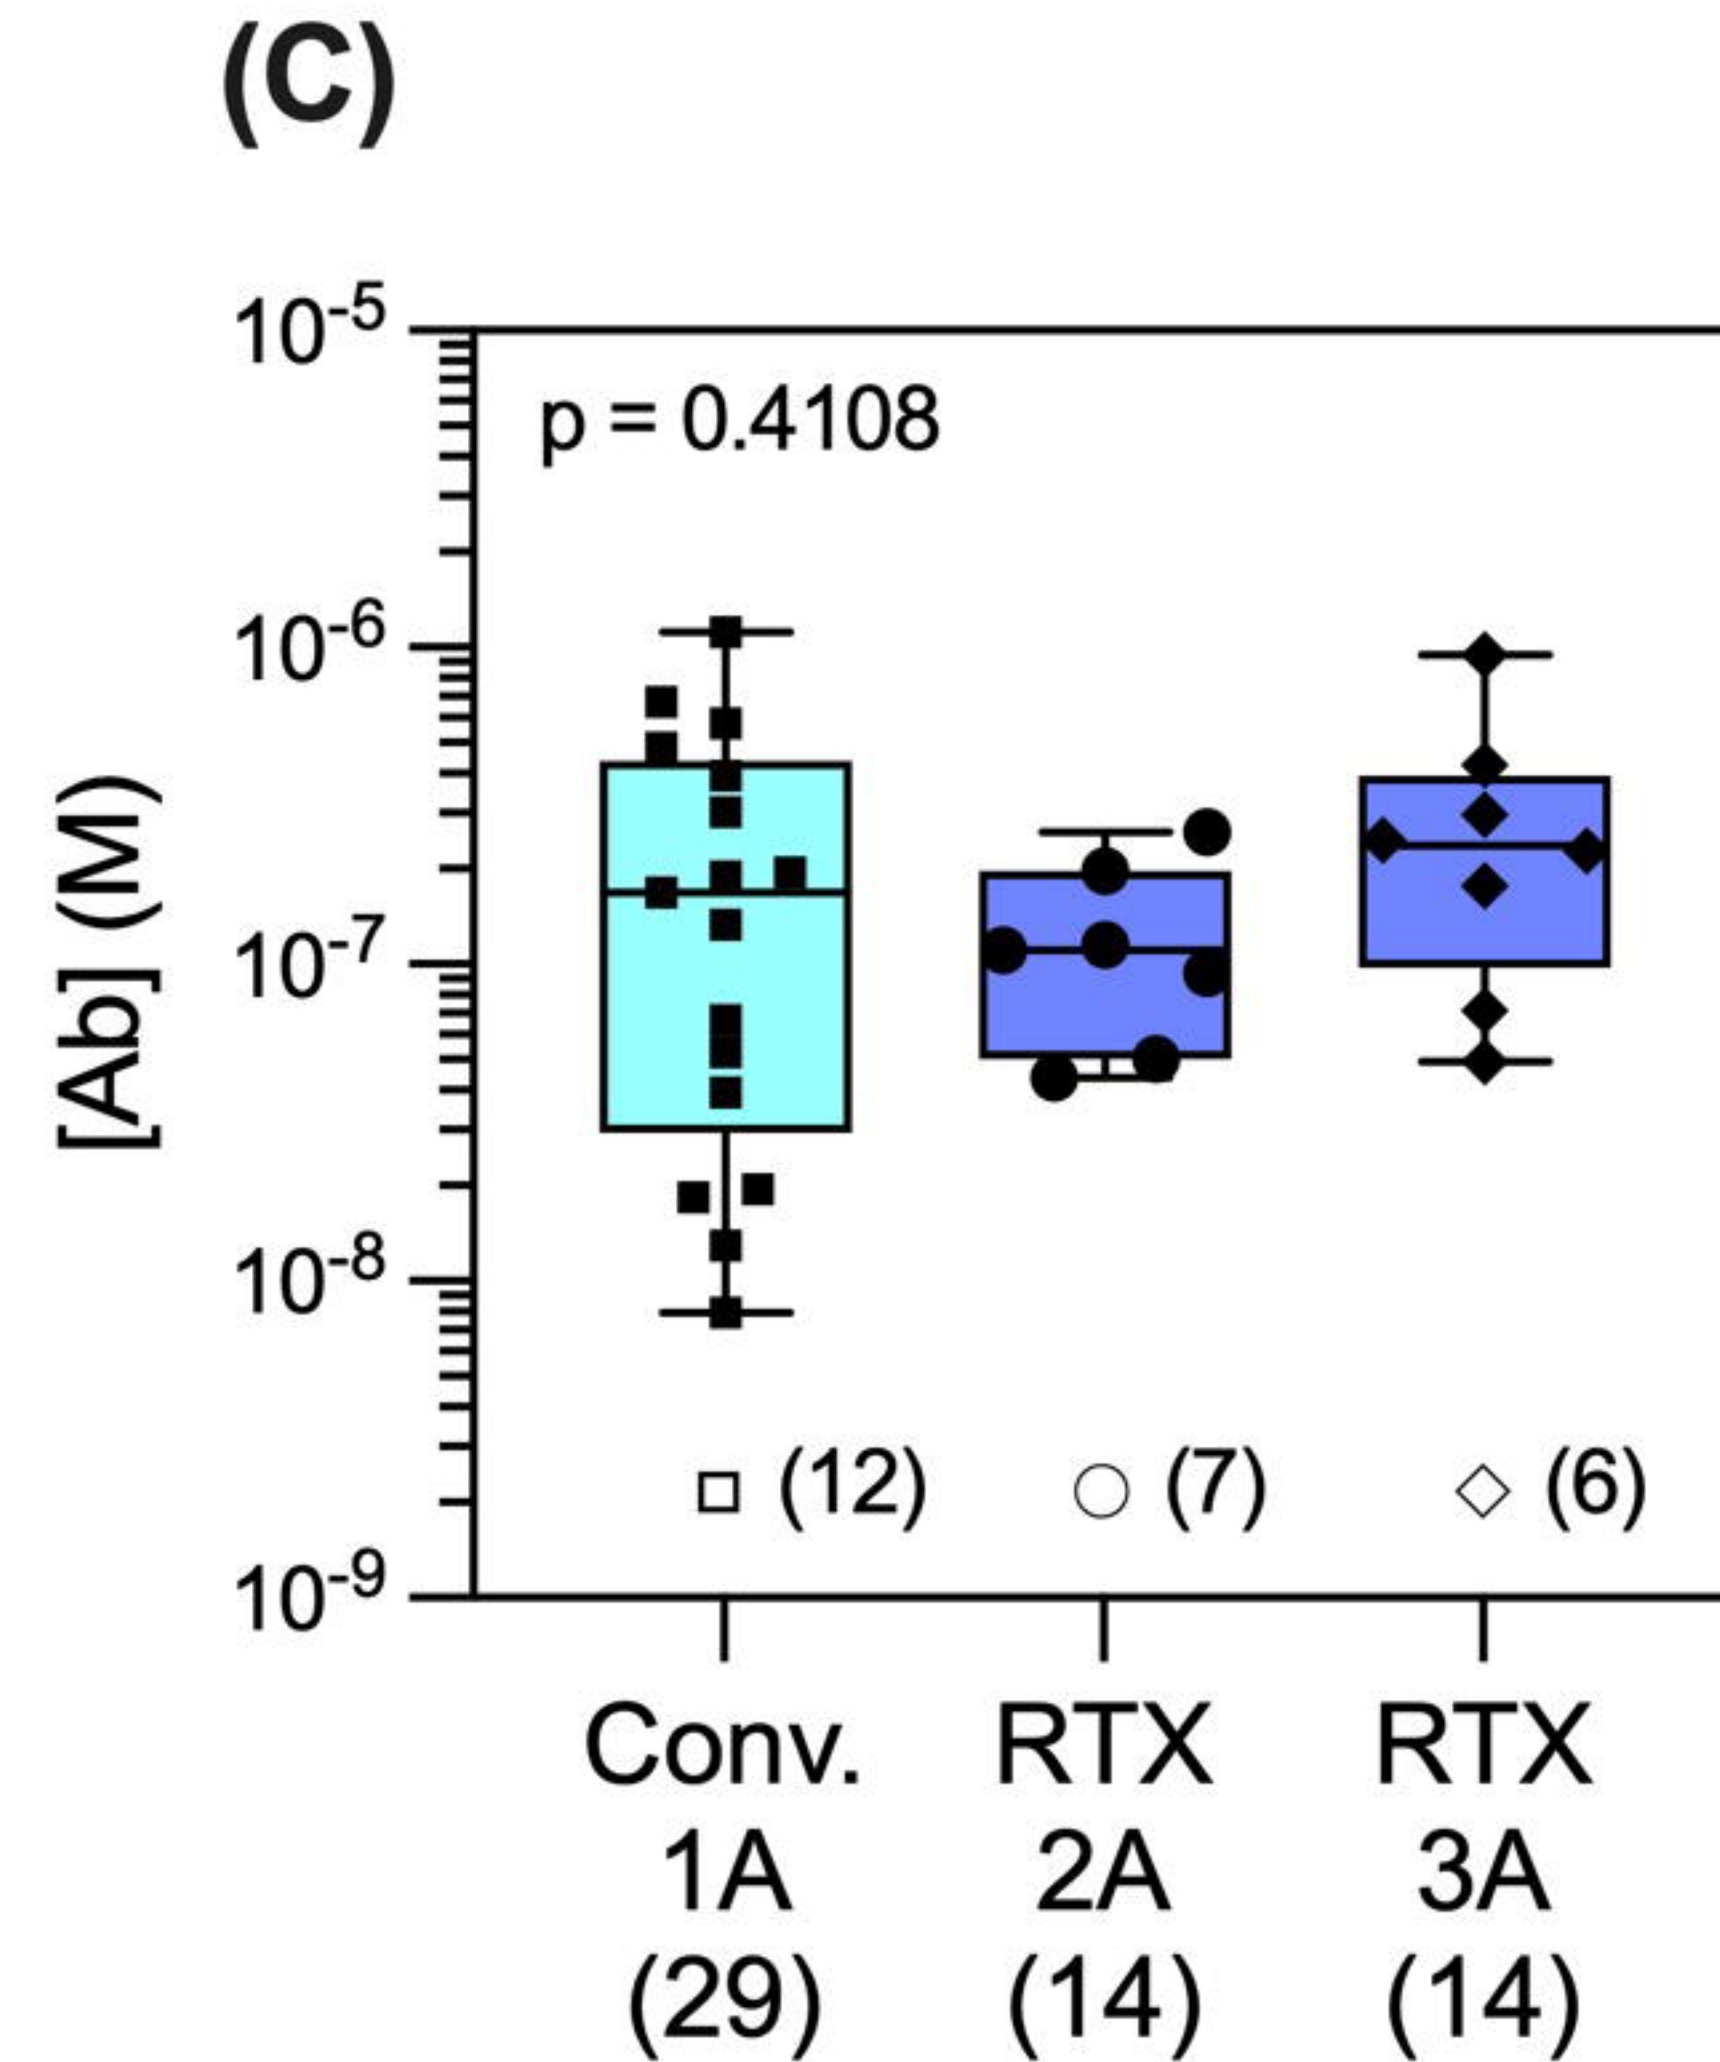 (C)
10-5
p = 0.4108
10-6
[Ab] (M)
10-7
10-8
(12) (7) (6)
10-9
Conv. RTX RTX
1A 2A 3A
(29) (14) (14)